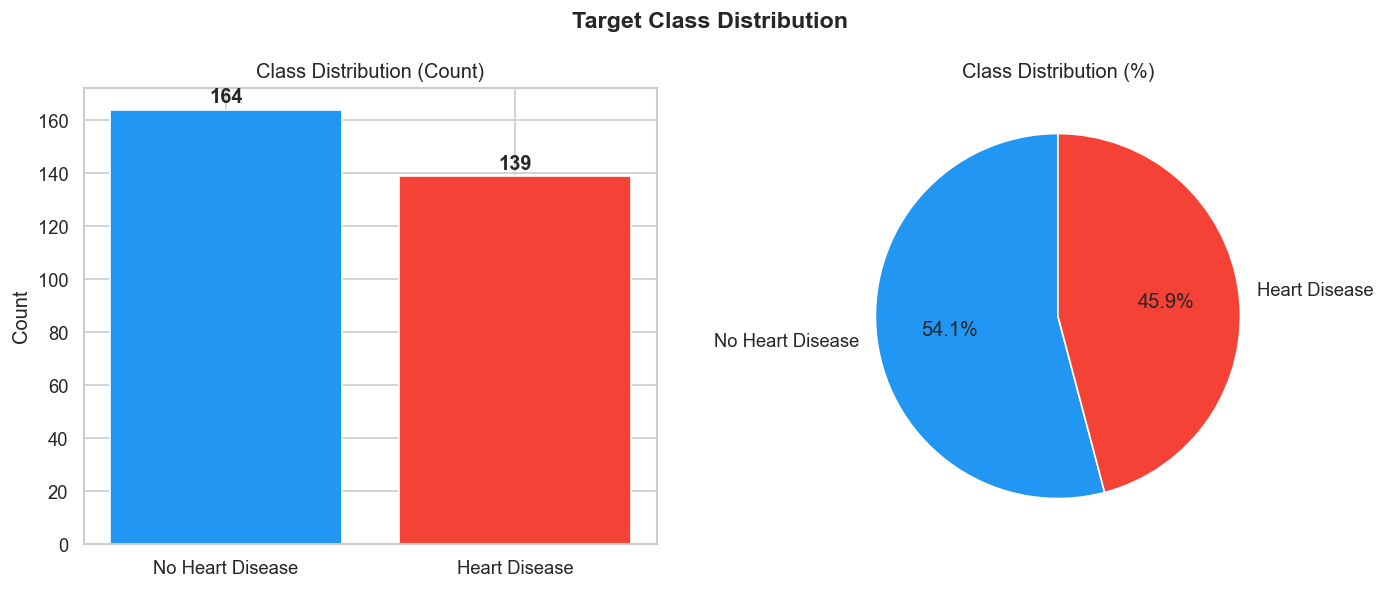 Target Class Distribution
Class Distribution (Count)
164
139
160
140
120
100
80
60
40
20
0
Count
No Heart Disease
Heart Disease
Class Distribution (%)
54.1%
45.9%
No Heart Disease
Heart Disease